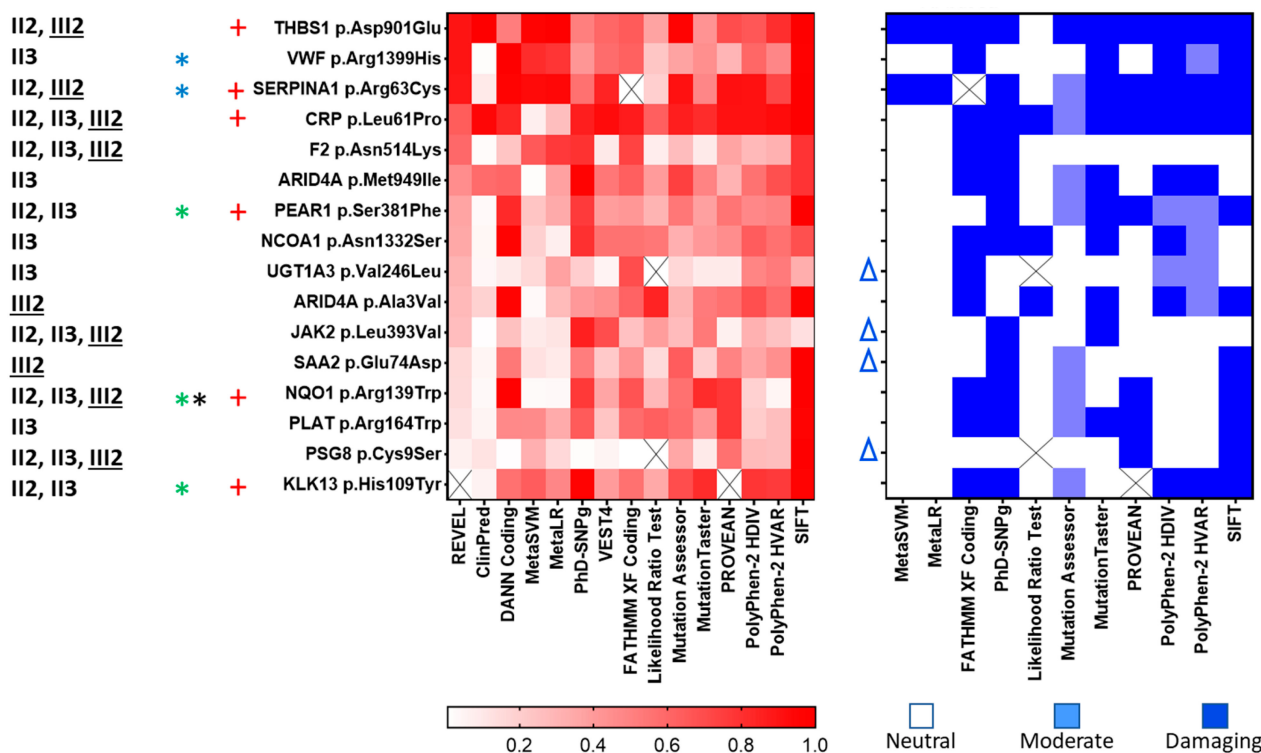 II2, III2 + THBS1 p.Asp901Glu
II3 * VWF p.Arg1399His
II2, III2 * + SERPINA1 p.Arg63Cys
II2, II3, III2 + CRP p.Leu61Pro
II2, II3, III2 F2 p.Asn514Lys
II3 ARID4A p.Met949Ile
II2, II3 * + PEAR1 p.Ser381Phe
II3 NCOA1 p.Asn1332Ser
II3 UGT1A3 p.Val246Leu Δ
III2 ARID4A p.Ala3Val
II2, II3, III2 JAK2 p.Leu393Val Δ
III2 SAA2 p.Glu74Asp Δ
II2, II3, III2 ** + NQO1 p.Arg139Trp
II3 PLAT p.Arg164Trp
II2, II3, III2 PSG8 p.Cys9Ser Δ
II2, II3 * + KLK13 p.His109Tyr
REVEL
ClinPred
DANN Coding
MetaSVM
MetaLR
PhD-SNPg
VEST4
FATHMM XF Coding
Likelihood Ratio Test
Mutation Assessor
MutationTaster
PROVEAN
PolyPhen-2 HDIV
PolyPhen-2 HVAR
SIFT
MetaSVM
MetaLR
FATHMM XF Coding
PhD-SNPg
Likelihood Ratio Test
Mutation Assessor
MutationTaster
PROVEAN
PolyPhen-2 HDIV
PolyPhen-2 HVAR
SIFT
0.2 0.4 0.6 0.8 1.0
Neutral Moderate Damaging